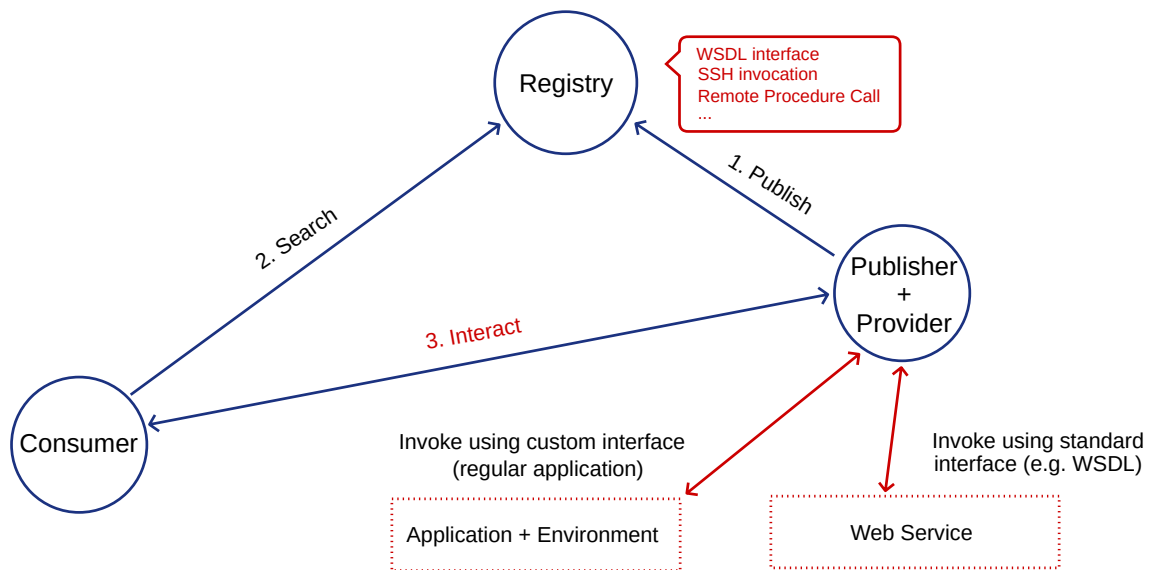 Registry
WSDL interface
SSH invocation
Remote Procedure Call
...
1. Publish
2. Search
Publisher
+
Provider
3. Interact
Consumer
Invoke using custom interface
(regular application)
Invoke using standard
interface (e.g. WSDL)
Application + Environment
Web Service